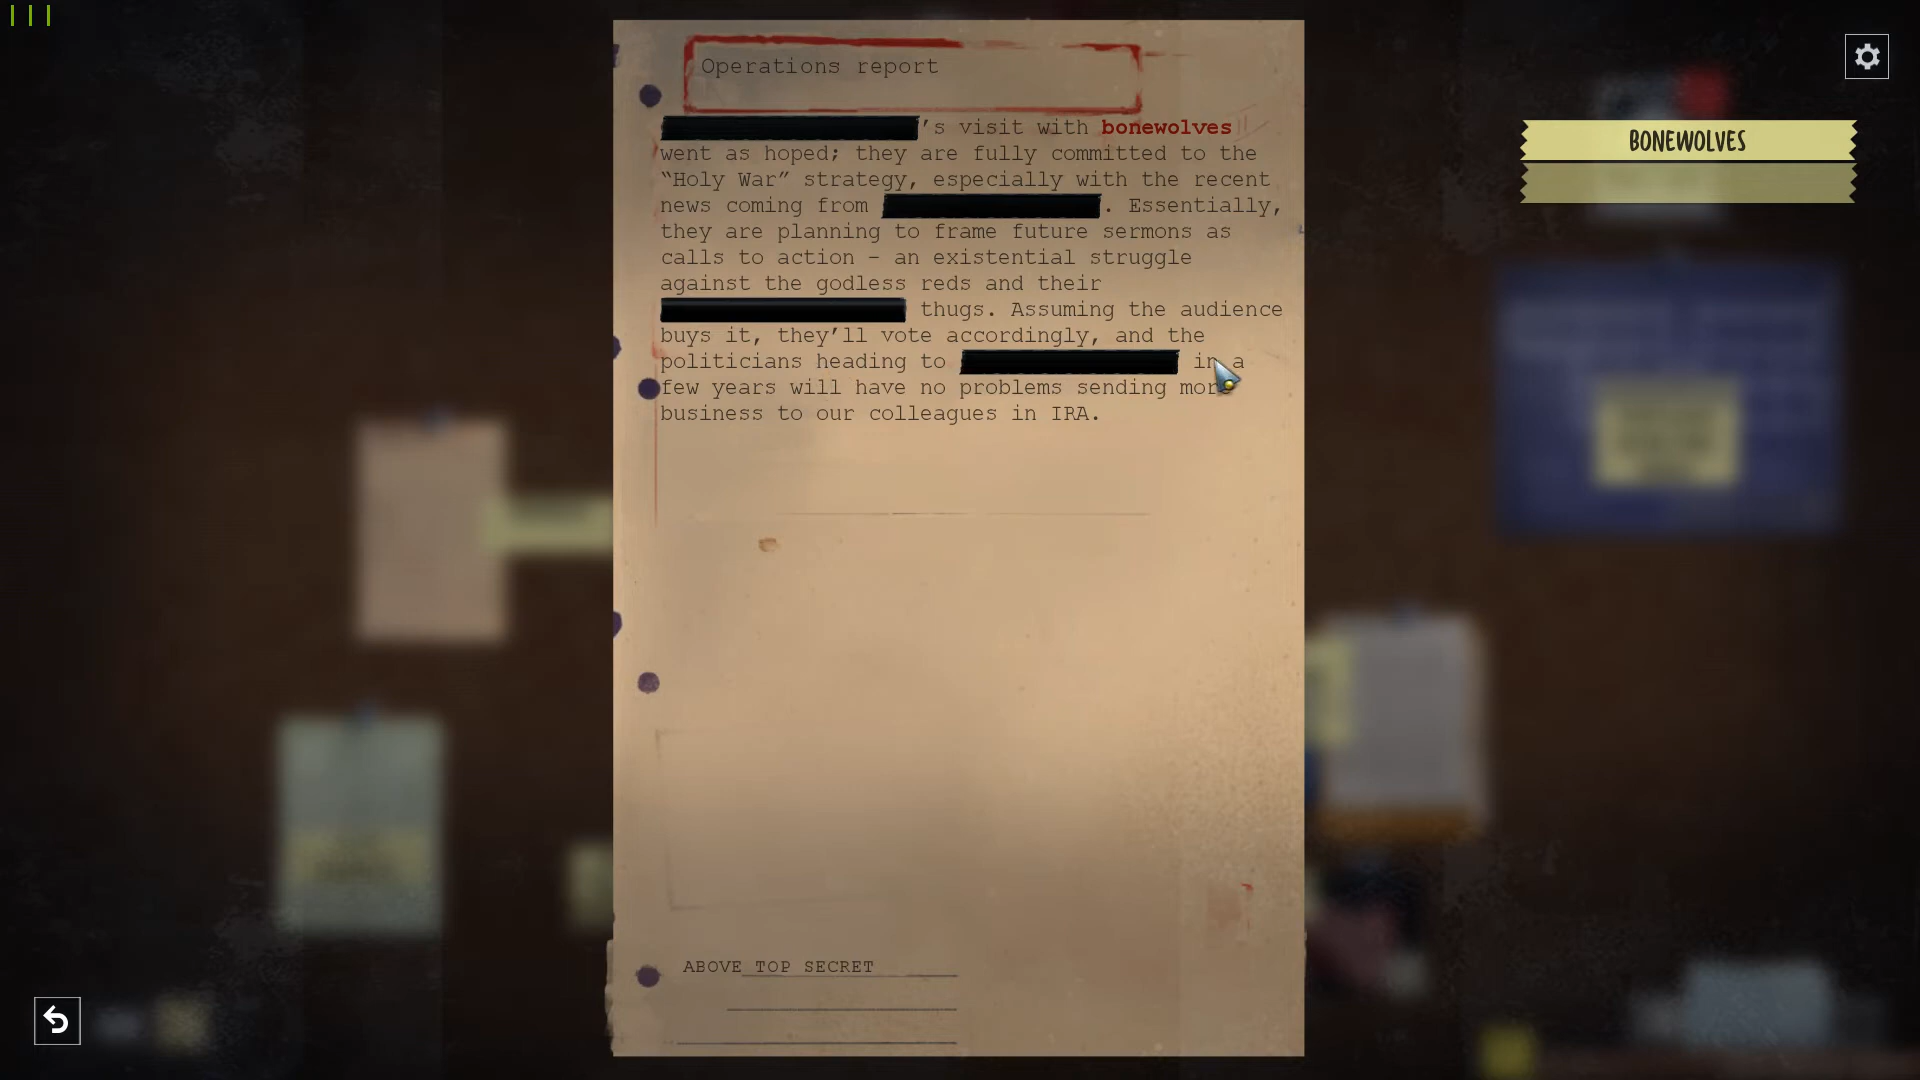 Operations report
's visit with bonewolves
went as hoped; they are fully committed to the
“Holy War” strategy, especially with the recent
news coming from . Essentially,
they are planning to frame future sermons as
calls to action – an existential struggle
against the godless reds and their
thugs. Assuming the audience
buys it, they’ll vote accordingly, and the
politicians heading to in a
few years will have no problems sending more
business to our colleagues in IRA.
ABOVE TOP SECRET
BONEWOLVES